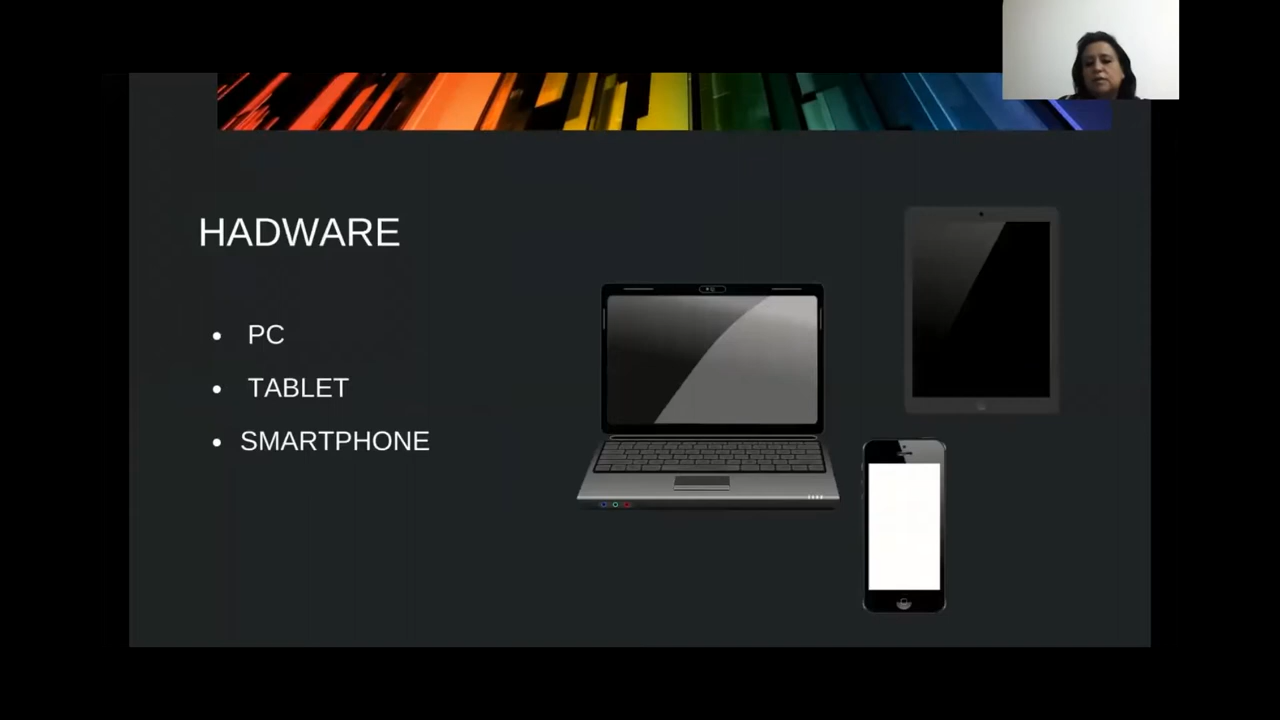 HADWARE
• PC
• TABLET
• SMARTPHONE